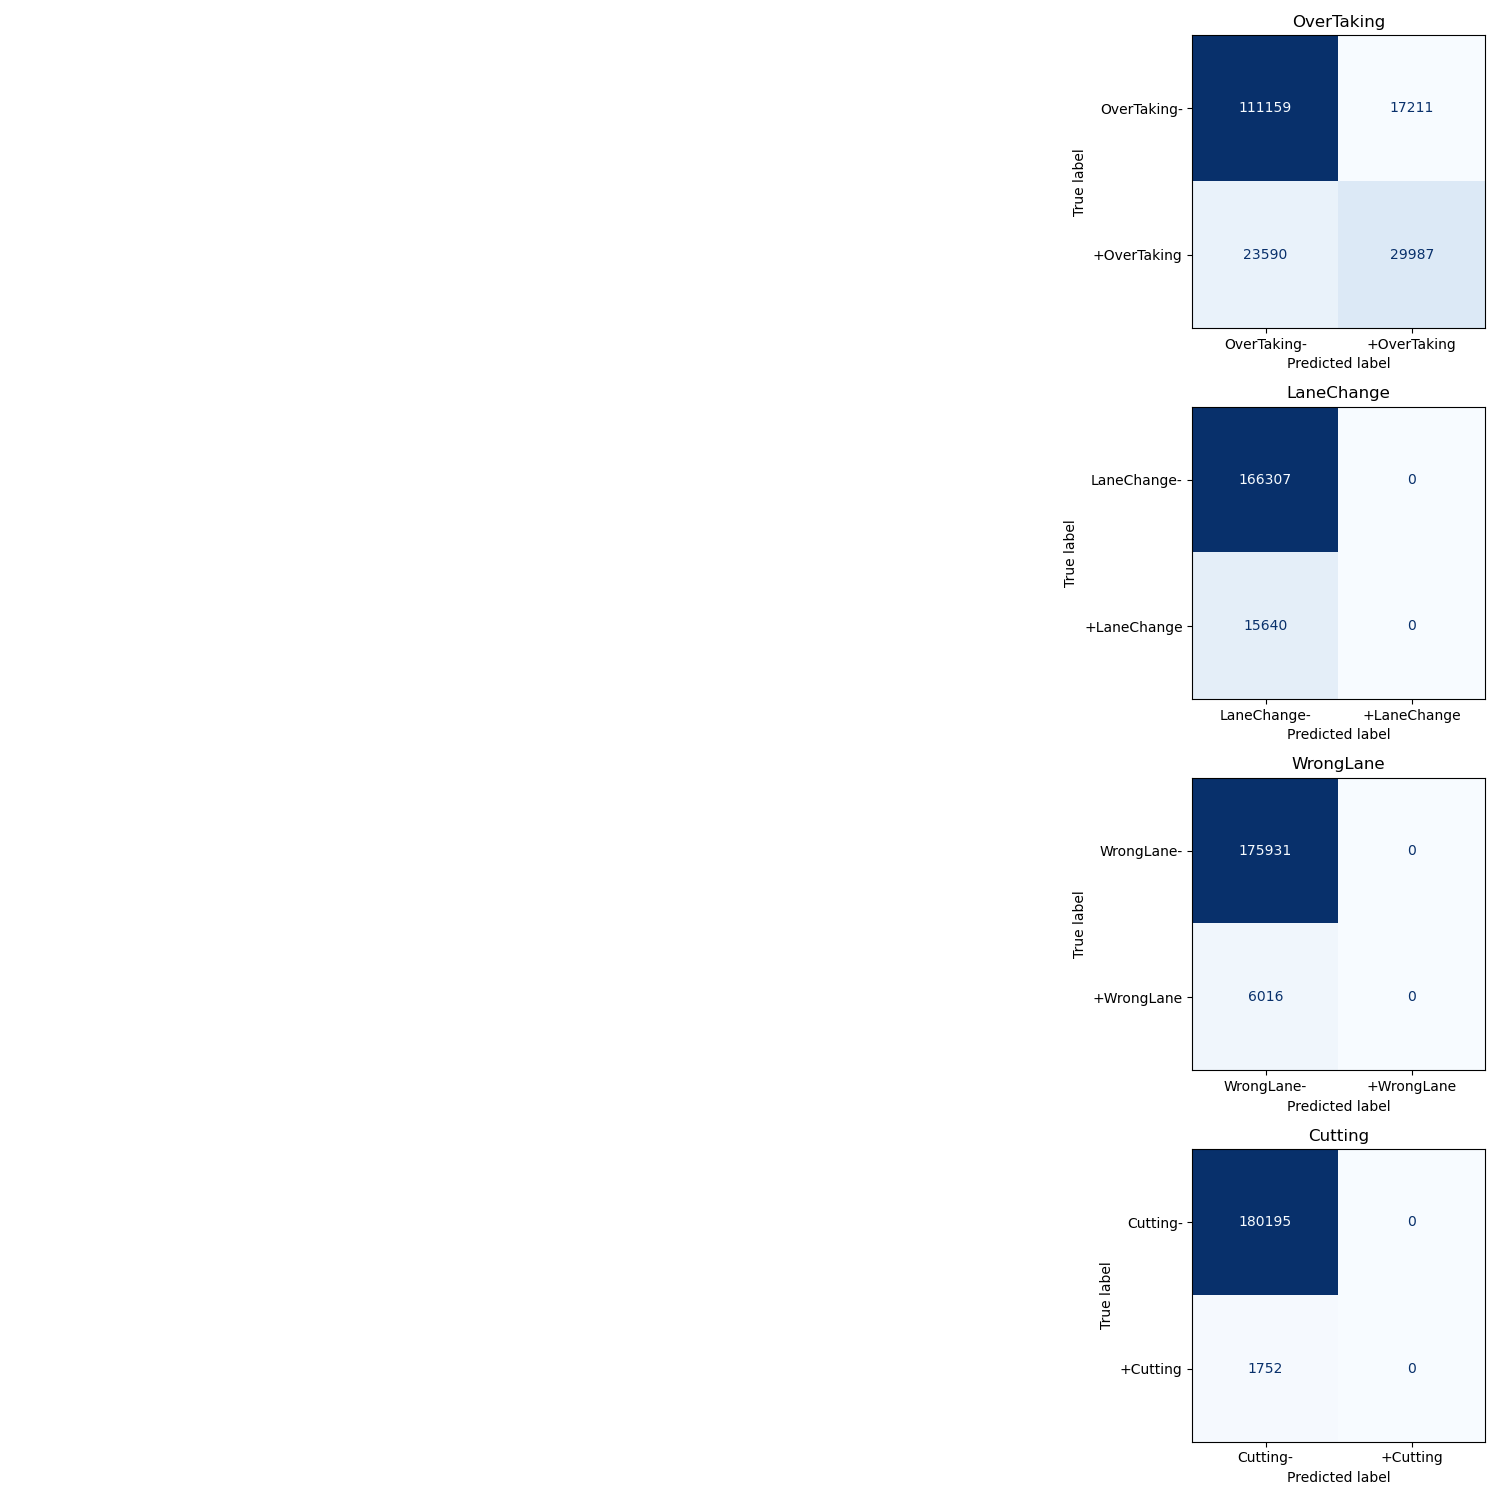 OverTaking
OverTaking-
111159
17211
True label
+OverTaking
23590
29987
OverTaking-
+OverTaking
Predicted label
LaneChange
LaneChange-
166307
0
True label
+LaneChange
15640
0
LaneChange-
+LaneChange
Predicted label
WrongLane
WrongLane-
175931
0
True label
+WrongLane
6016
0
WrongLane-
+WrongLane
Predicted label
Cutting
Cutting-
180195
0
True label
+Cutting
1752
0
Cutting-
+Cutting
Predicted label